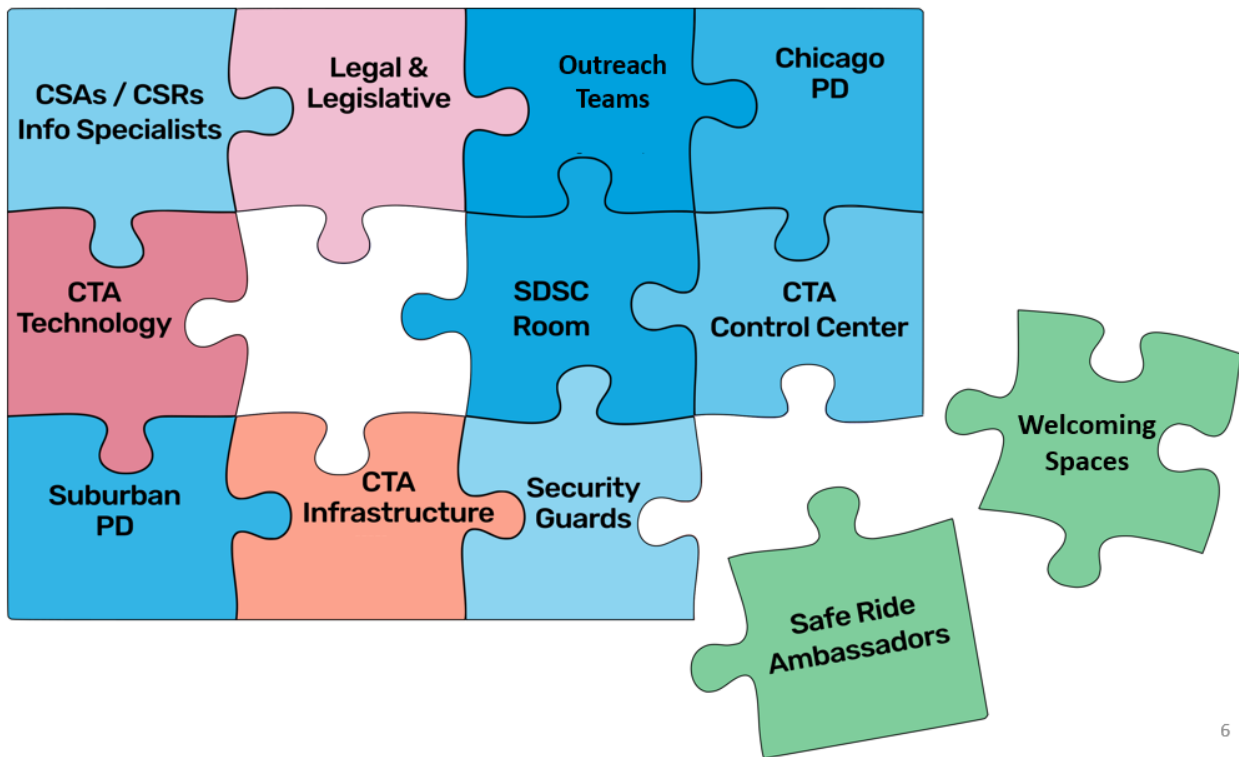 CSAs / CSRs
Info Specialists
Legal &
Legislative
Outreach
Teams
Chicago
PD
CTA
Technology
SDSC
Room
CTA
Control Center
Welcoming
Spaces
Suburban
PD
CTA
Infrastructure
Security
Guards
Safe Ride
Ambassadors
6